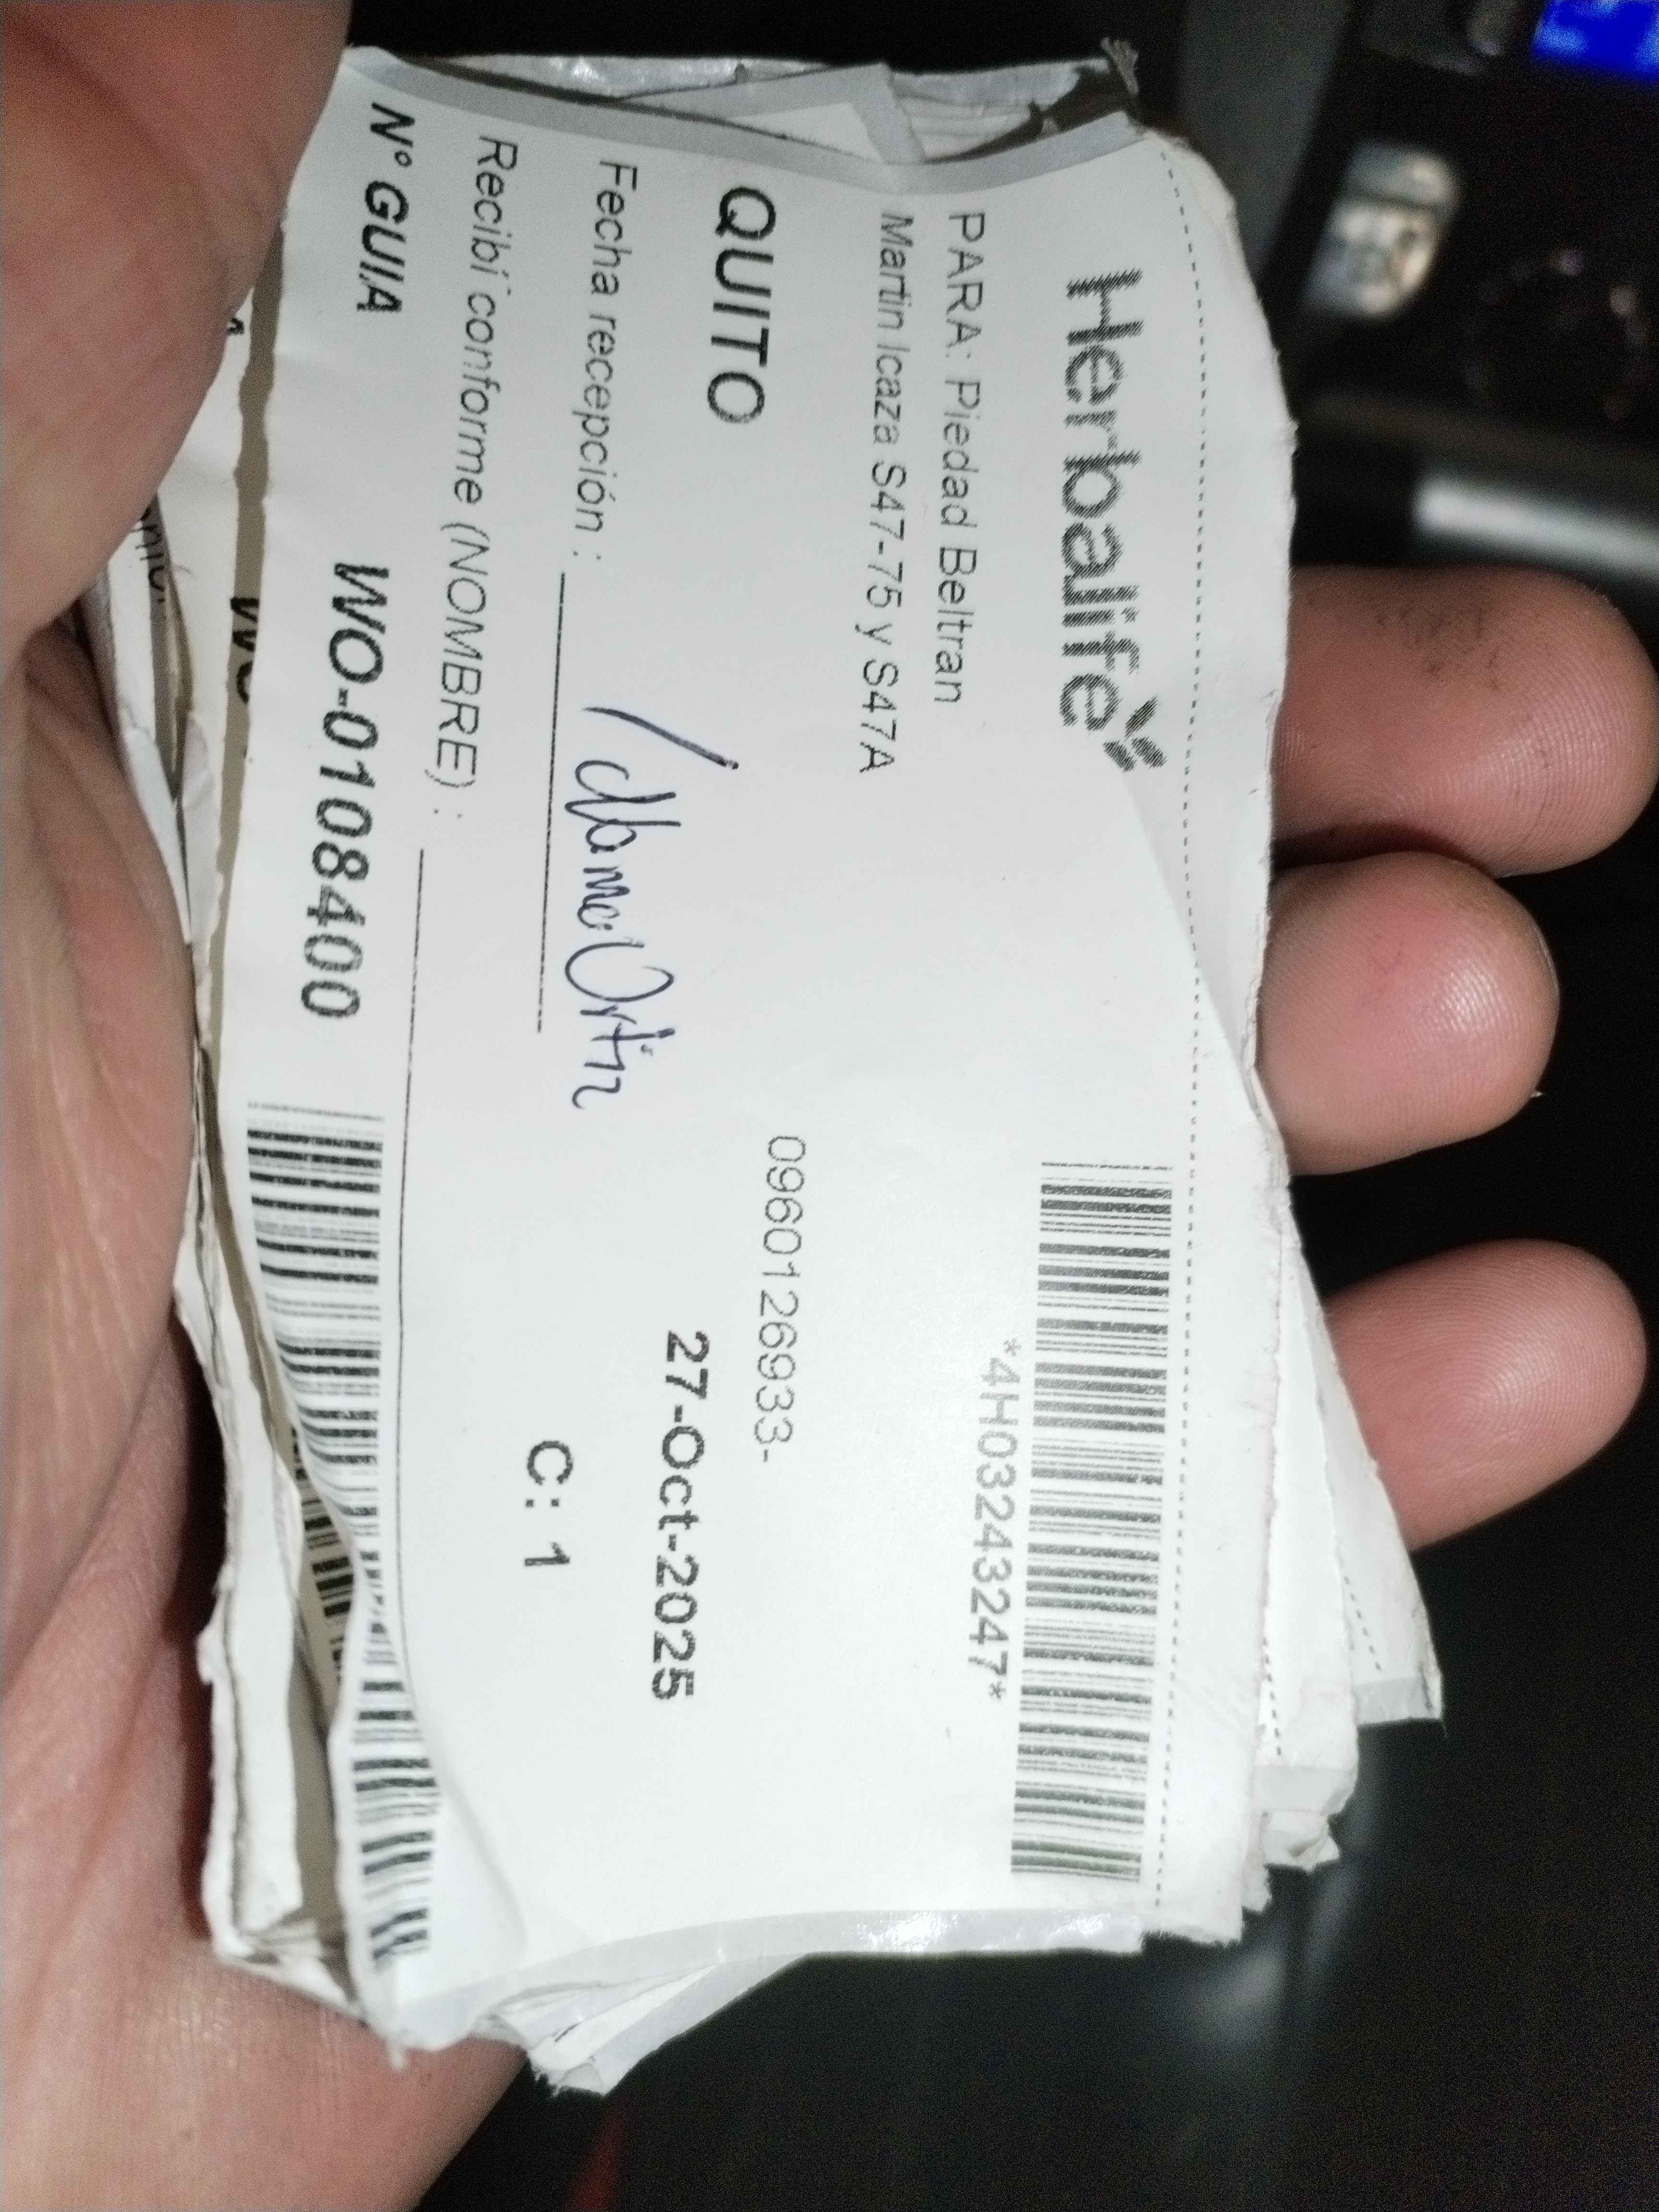 Herbalife
*4H03243247*
PARA: Piedad Beltran
Martin Icaza S47-75 y S47A
0960126933-
QUITO
27-Oct-2025
Fecha recepción :
C: 1
Recibí conforme (NOMBRE) :
N° GUIA WO-0108400